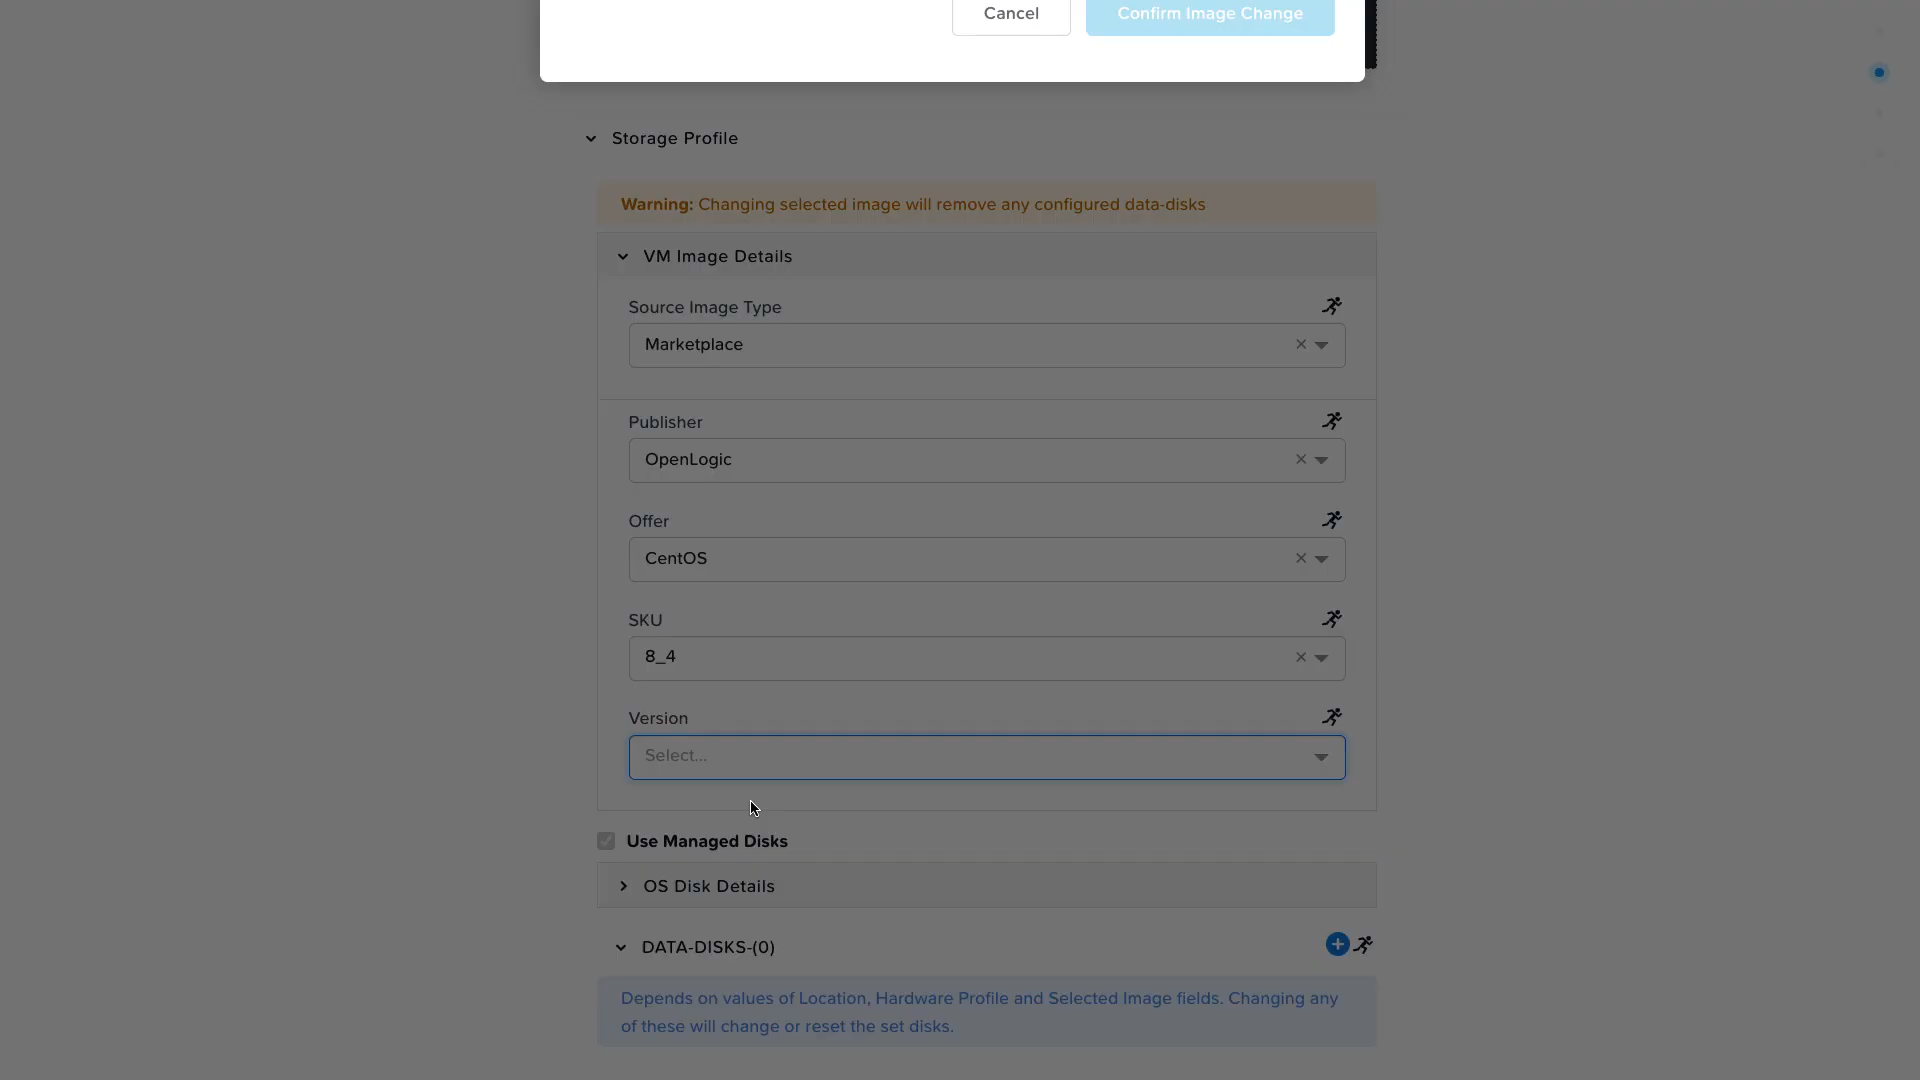 Cancel
Confirm Image Change
Storage Profile
Warning: Changing selected image will remove any configured data-disks
VM Image Details
Source Image Type
Marketplace
Publisher
OpenLogic
Offer
CentOS
SKU
8_4
Version
Select...
Use Managed Disks
OS Disk Details
DATA-DISKS-(0)
Depends on values of Location, Hardware Profile and Selected Image fields. Changing any
of these will change or reset the set disks.